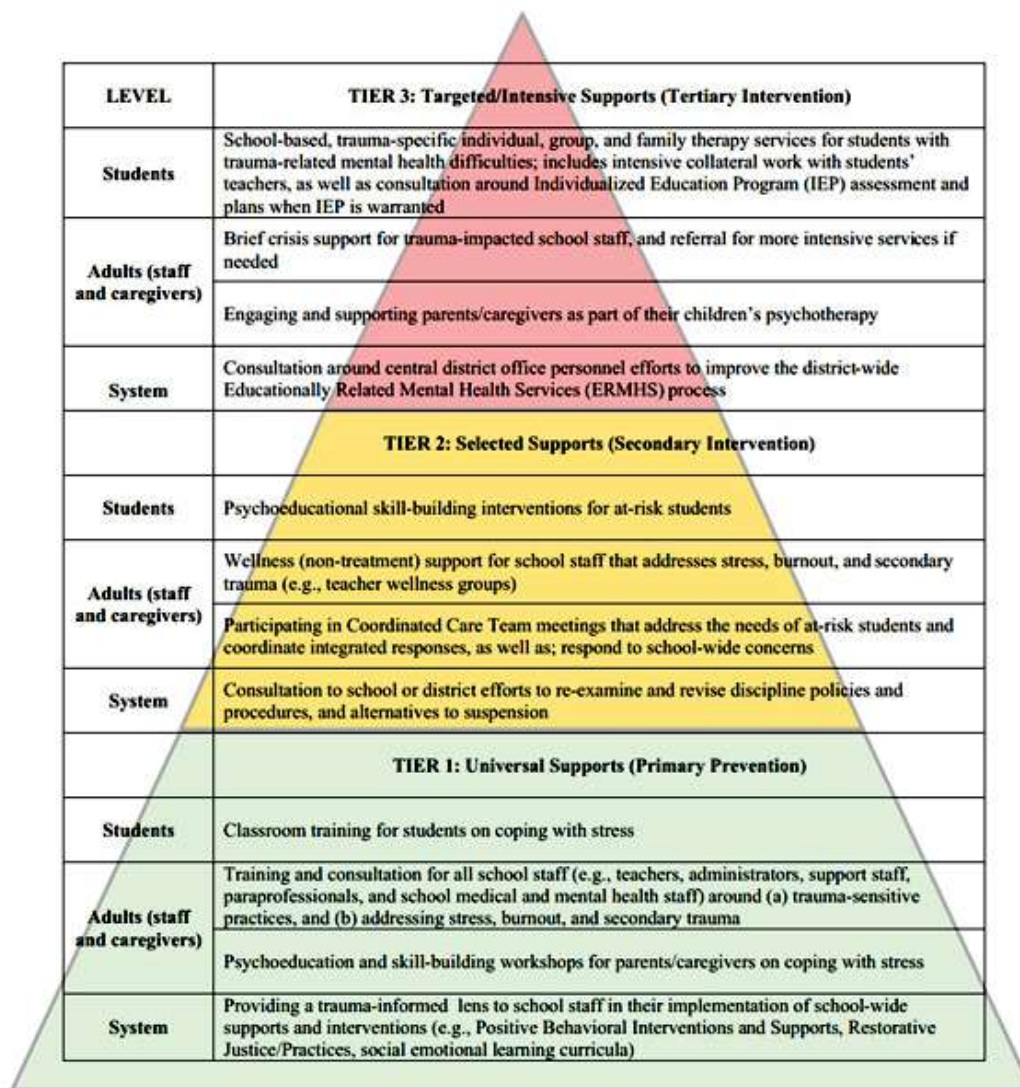 LEVEL
TIER 3: Targeted/Intensive Supports (Tertiary Intervention)
Students
School-based, trauma-specific individual, group, and family therapy services for students with
trauma-related mental health difficulties; includes intensive collateral work with students’
teachers, as well as consultation around Individualized Education Program (IEP) assessment and
plans when IEP is warranted
Adults (staff
and caregivers)
Brief crisis support for trauma-impacted school staff, and referral for more intensive services if
needed
Engaging and supporting parents/caregivers as part of their children’s psychotherapy
System
Consultation around central district office personnel efforts to improve the district-wide
Educationally Related Mental Health Services (ERMHS) process
TIER 2: Selected Supports (Secondary Intervention)
Students
Psychoeducational skill-building interventions for at-risk students
Adults (staff
and caregivers)
Wellness (non-treatment) support for school staff that addresses stress, burnout, and secondary
trauma (e.g., teacher wellness groups)
Participating in Coordinated Care Team meetings that address the needs of at-risk students and
coordinate integrated responses, as well as; respond to school-wide concerns
System
Consultation to school or district efforts to re-examine and revise discipline policies and
procedures, and alternatives to suspension
TIER 1: Universal Supports (Primary Prevention)
Students
Classroom training for students on coping with stress
Adults (staff
and caregivers)
Training and consultation for all school staff (e.g., teachers, administrators, support staff,
paraprofessionals, and school medical and mental health staff) around (a) trauma-sensitive
practices, and (b) addressing stress, burnout, and secondary trauma
Psychoeducation and skill-building workshops for parents/caregivers on coping with stress
System
Providing a trauma-informed lens to school staff in their implementation of school-wide
supports and interventions (e.g., Positive Behavioral Interventions and Supports, Restorative
Justice/Practices, social emotional learning curricula)